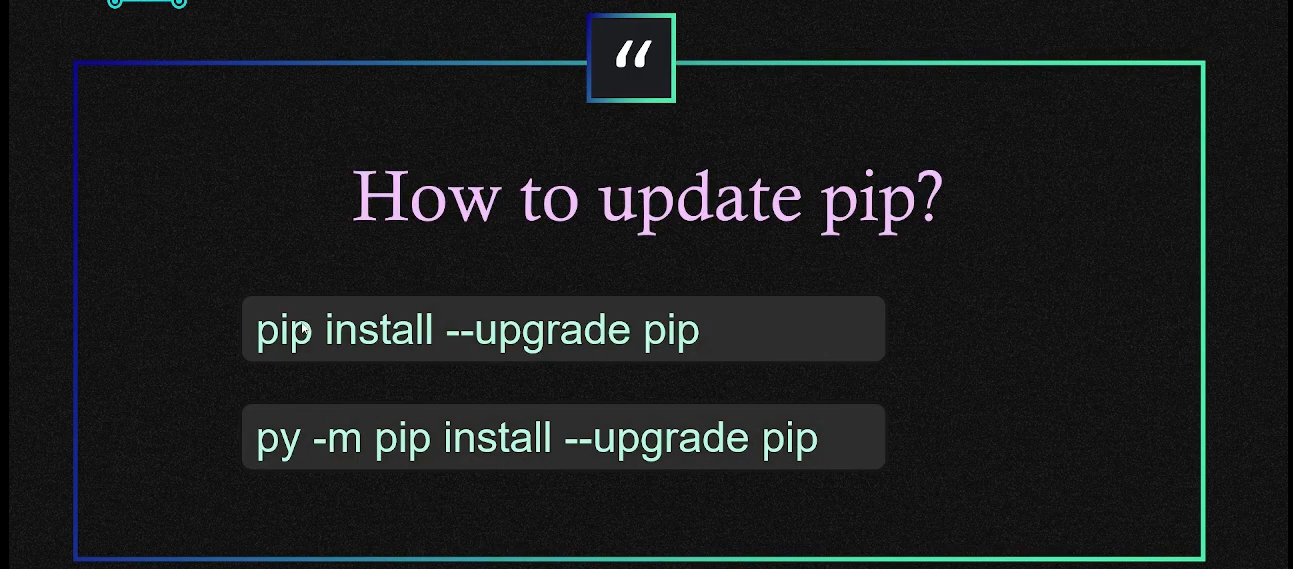 “
How to update pip?
pip install --upgrade pip
py -m pip install --upgrade pip